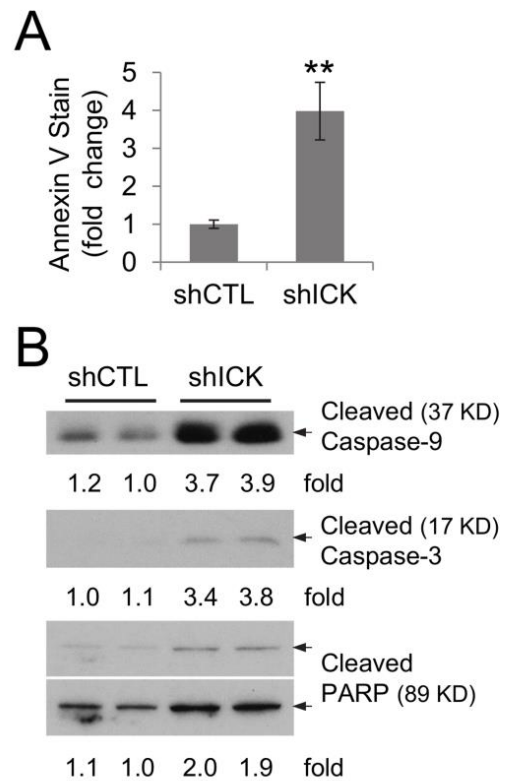 A
Annexin V Stain
(fold change)
5
4
3
2
1
0
**
shCTL shICK
B
shCTL shICK
Cleaved (37 KD)
Caspase-9
1.2 1.0 3.7 3.9 fold
Cleaved (17 KD)
Caspase-3
1.0 1.1 3.4 3.8 fold
Cleaved
PARP (89 KD)
1.1 1.0 2.0 1.9 fold